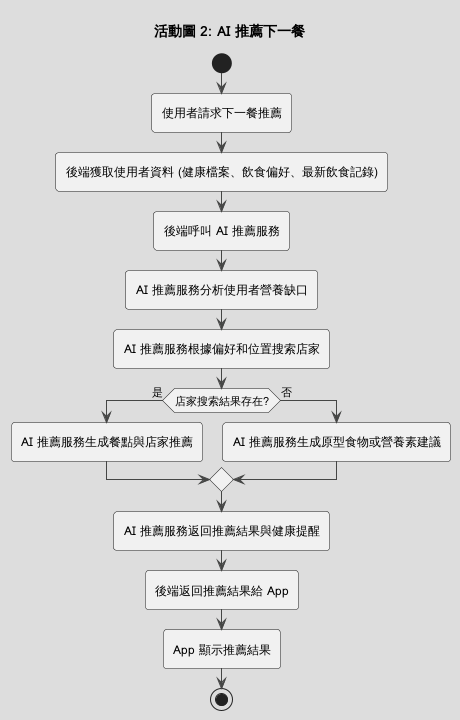 活動圖 2: AI 推薦下一餐
使用者請求下一餐推薦
後端獲取使用者資料 (健康檔案、飲食偏好、最新飲食記錄)
後端呼叫 AI 推薦服務
AI 推薦服務分析使用者營養缺口
AI 推薦服務根據偏好和位置搜索店家
是
店家搜索結果存在?
否
AI 推薦服務生成餐點與店家推薦
AI 推薦服務生成原型食物或營養素建議
AI 推薦服務返回推薦結果與健康提醒
後端返回推薦結果給 App
App 顯示推薦結果